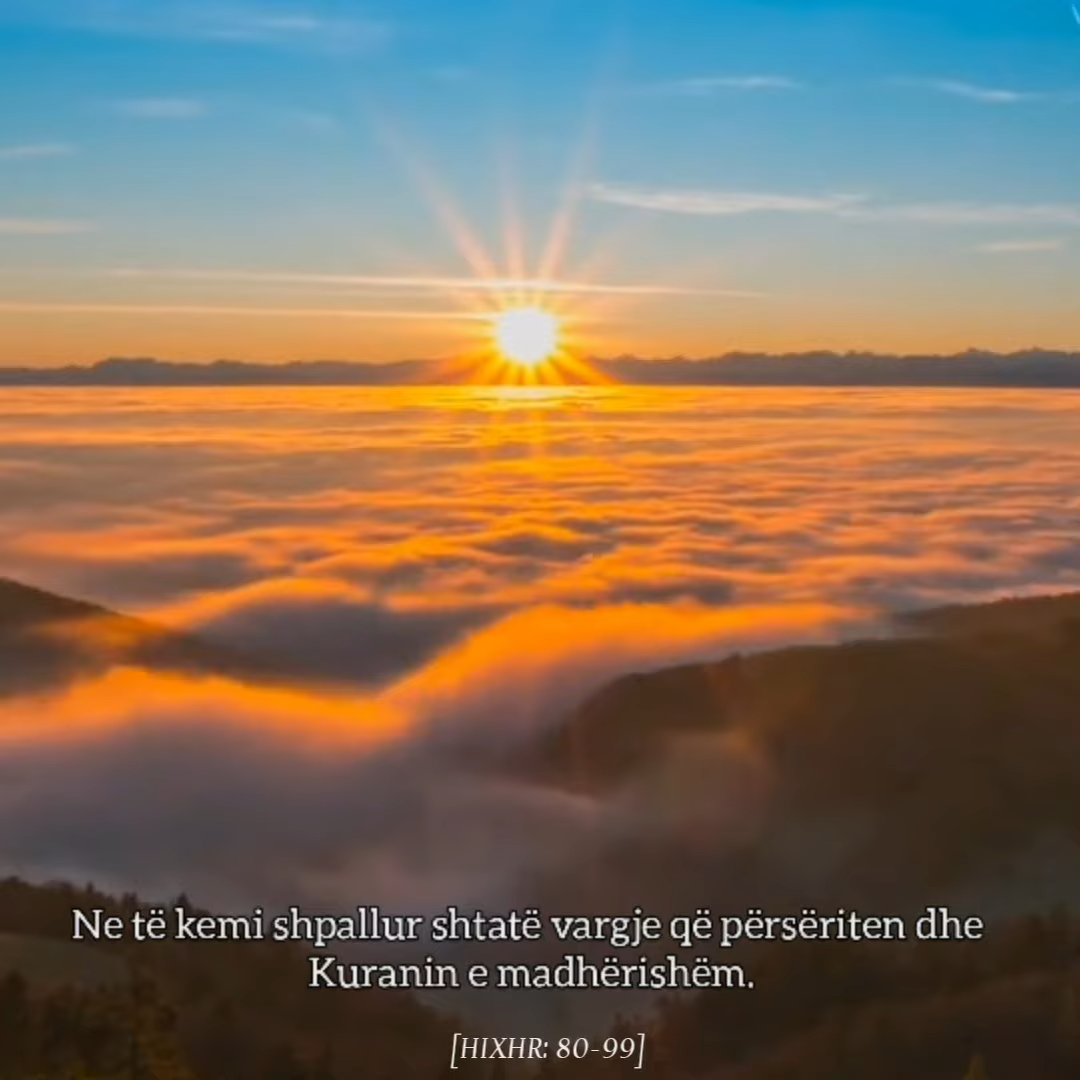 Ne të kemi shpallur shtatë vargje që përsëriten dhe
Kuranin e madhërishëm.
[HIXHR: 80-99]